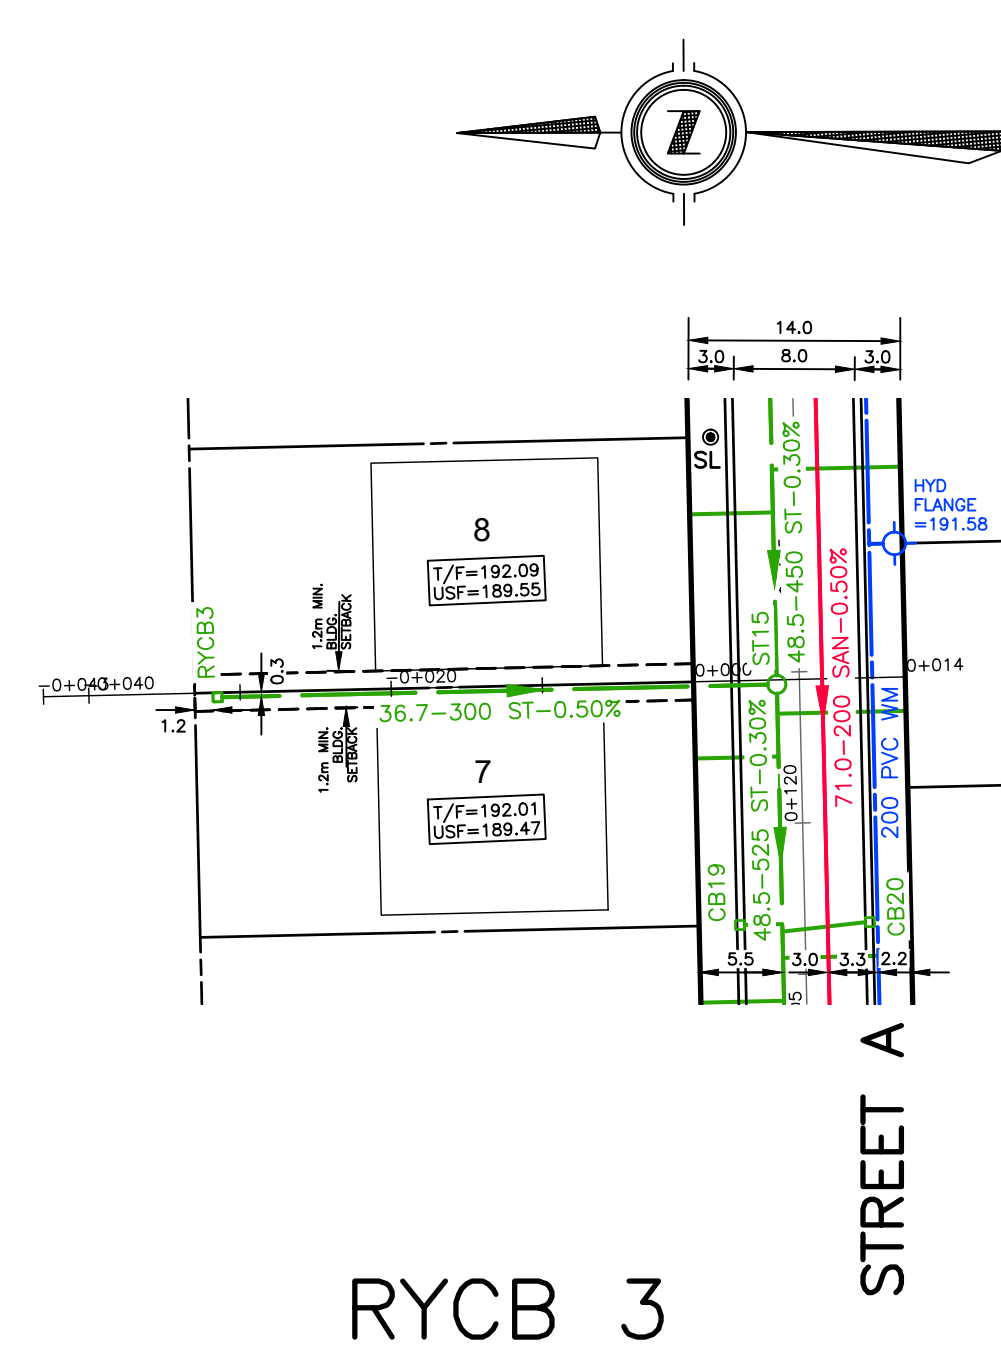 Z
14.0
3.0 8.0 3.0
SL
HYD
FLANGE
=191.58
8
T/F=192.09
USF=189.55
1.2m MIN.
BLDG.
SETBACK
RYCB3
0.3
-0+043
-0+040
-0+020
0+000
0+014
36.7-300 ST-0.50%
1.2
1.2m MIN.
BLDG.
SETBACK
7
T/F=192.01
USF=189.47
ST15
48.5-450 ST-0.30%
71.0-200 SAN-0.50%
200 PVC WM
48.5-525 ST-0.30%
0+120
CB19
CB20
5.5 3.0 3.3 2.2
STREET A
RYCB 3